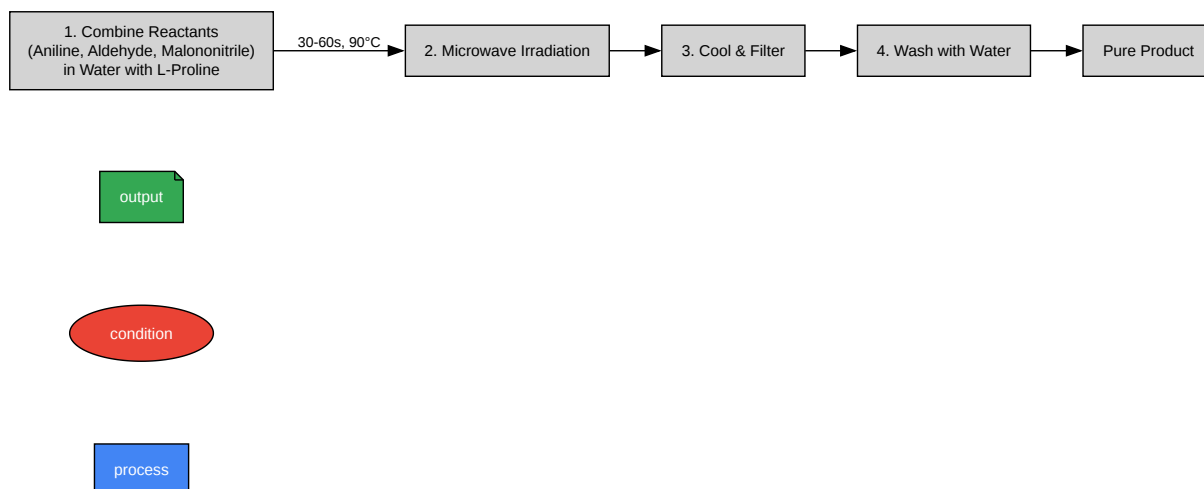 1. Combine Reactants
(Aniline, Aldehyde, Malononitrile)
in Water with L-Proline
30-60s, 90°C
2. Microwave Irradiation
3. Cool & Filter
4. Wash with Water
Pure Product
output
condition
process